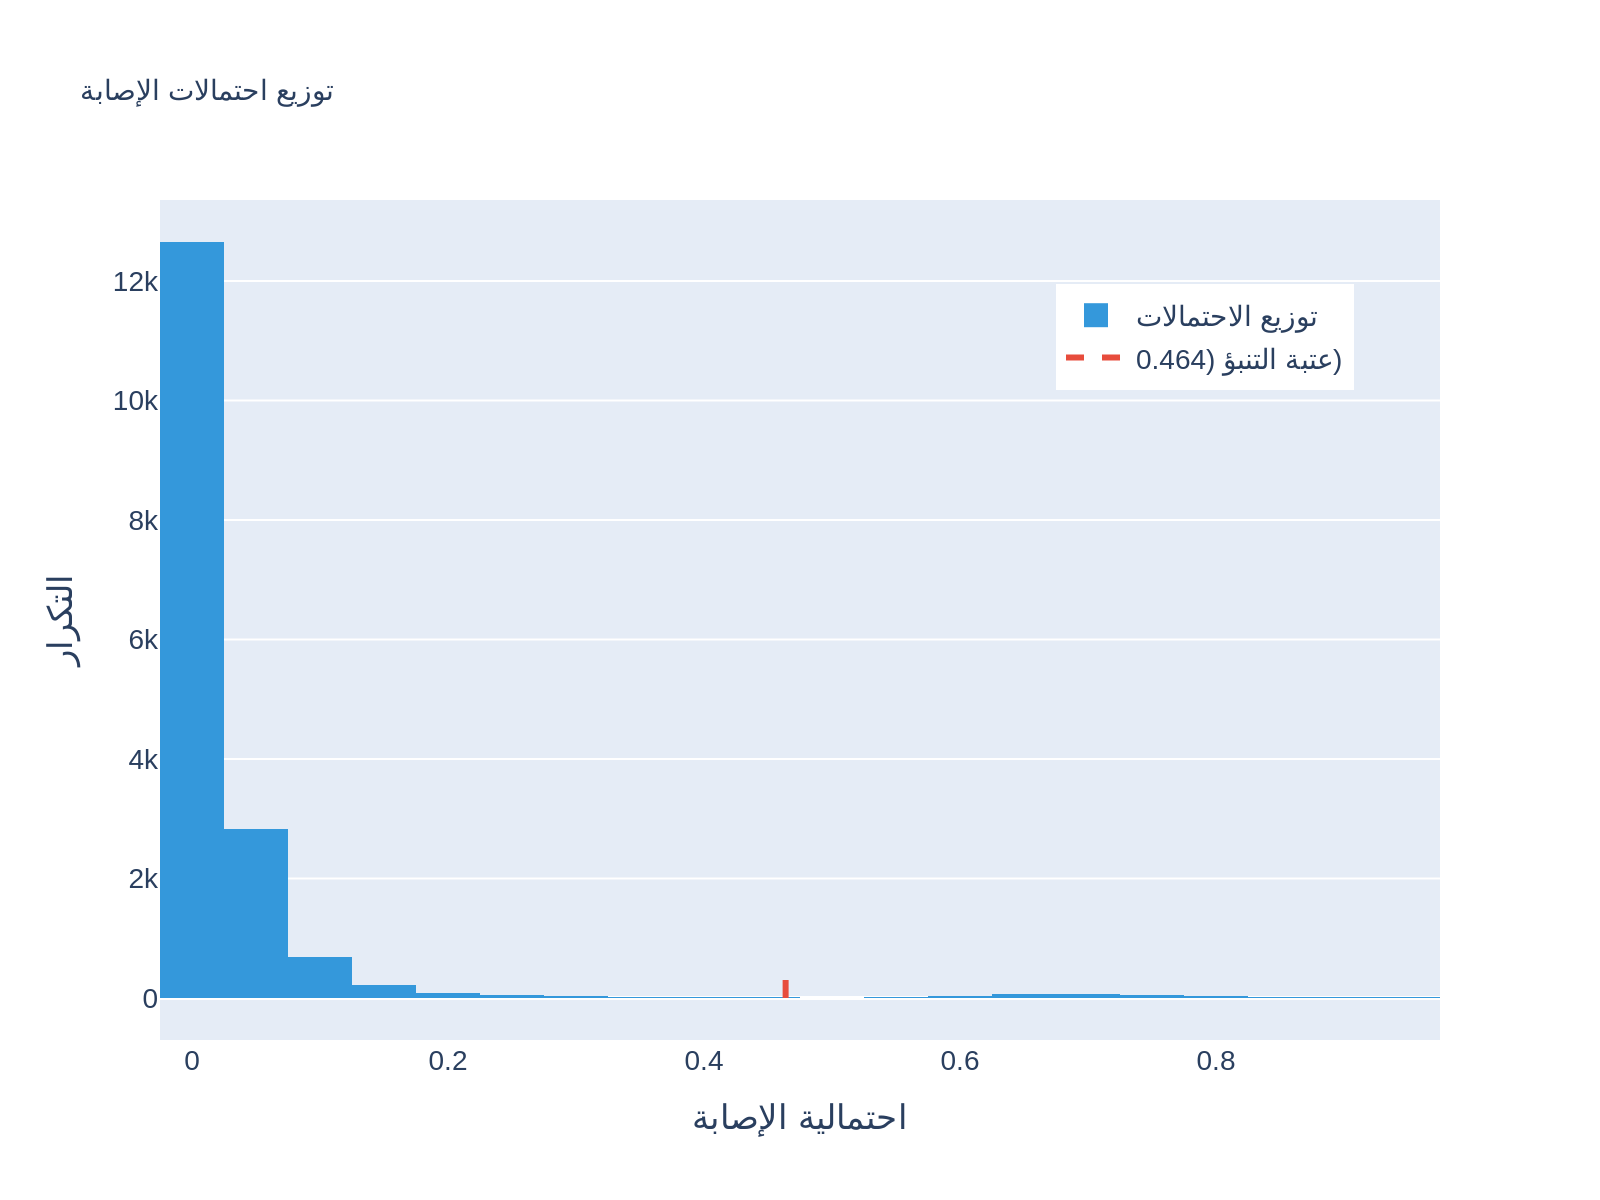 توزيع احتمالات الإصابة
توزيع الاحتمالات
عتبة التنبؤ (0.464)
التكرار
12k
10k
8k
6k
4k
2k
0
0
0.2
0.4
0.6
0.8
احتمالية الإصابة